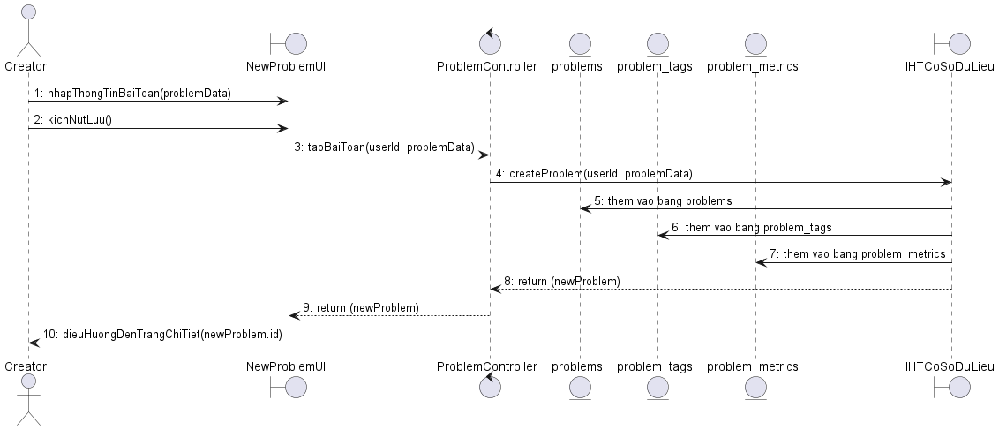 Creator
NewProblemUI
ProblemController
problems
problem_tags
problem_metrics
IHTCoSoDuLieu
1: nhapThongTinBaiToan(problemData)
2: kichNutLuu()
3: taoBaiToan(userId, problemData)
4: createProblem(userId, problemData)
5: them vao bang problems
6: them vao bang problem_tags
7: them vao bang problem_metrics
8: return (newProblem)
9: return (newProblem)
10: dieuHuongDenTrangChiTiet(newProblem.id)
Creator
NewProblemUI
ProblemController
problems
problem_tags
problem_metrics
IHTCoSoDuLieu